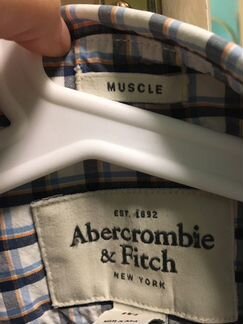 MUSCLE
EST. 1892
Abercrombie
& Fitch
NEW YORK